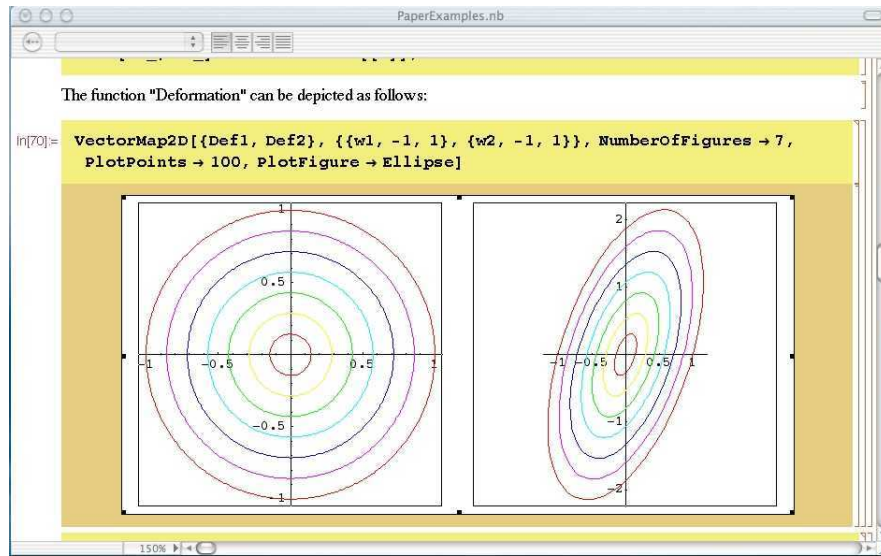 PaperExamples.nb
The function "Deformation" can be depicted as follows:
In[70]:=
VectorMap2D[{Def1, Def2}, {{w1, -1, 1}, {w2, -1, 1}}, NumberOfFigures → 7,
PlotPoints → 100, PlotFigure → Ellipse]
1
0.5
-1 -0.5 0.5 1
-0.5
-1
2
1
-1 -0.5 0.5 1
-1
-2
150%